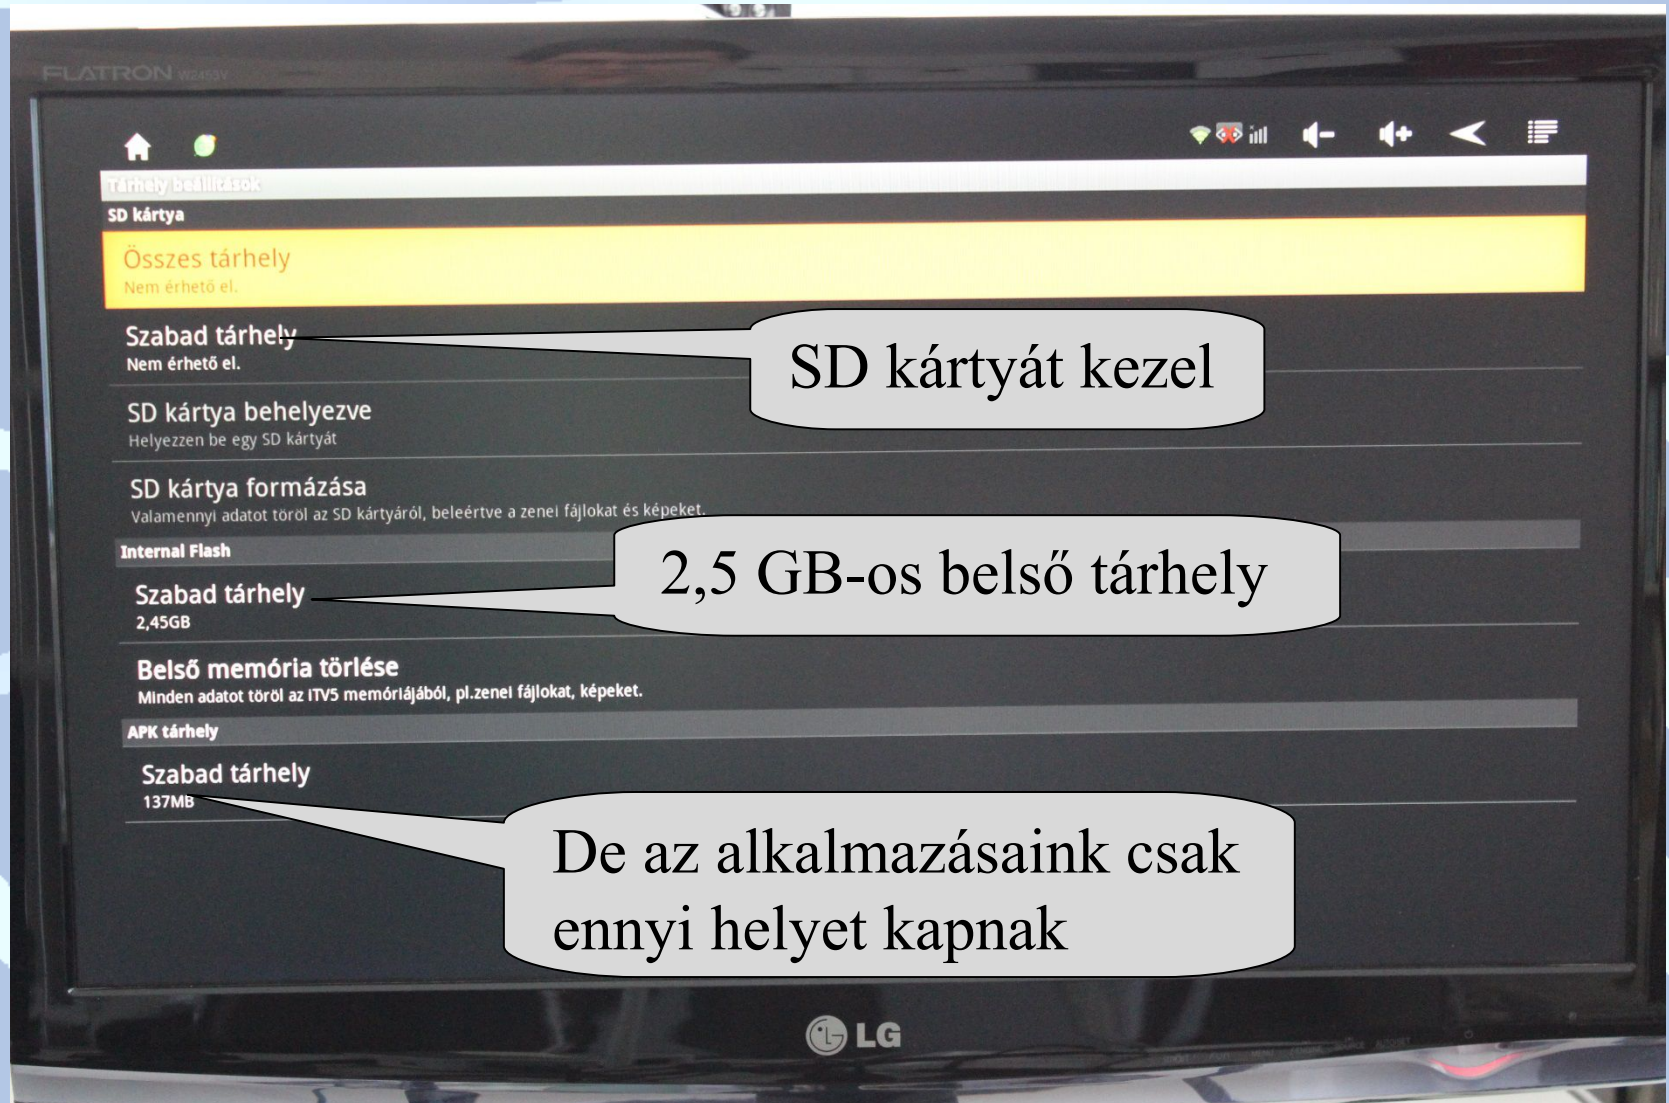 FLATRON W2453V
Tárhely beállítások
SD kártya
Összes tárhely
Nem érhető el.
Szabad tárhely
Nem érhető el.
SD kártyát kezel
SD kártya behelyezve
Helyezzen be egy SD kártyát
SD kártya formázása
Valamennyi adatot töröl az SD kártyáról, beleértve a zenei fájlokat és képeket.
Internal Flash
2,5 GB-os belső tárhely
Szabad tárhely
2,45GB
Belső memória törlése
Minden adatot töröl az ITV5 memóriájából, pl.zenei fájlokat, képeket.
APK tárhely
Szabad tárhely
137MB
De az alkalmazásaink csak
ennyi helyet kapnak
LG